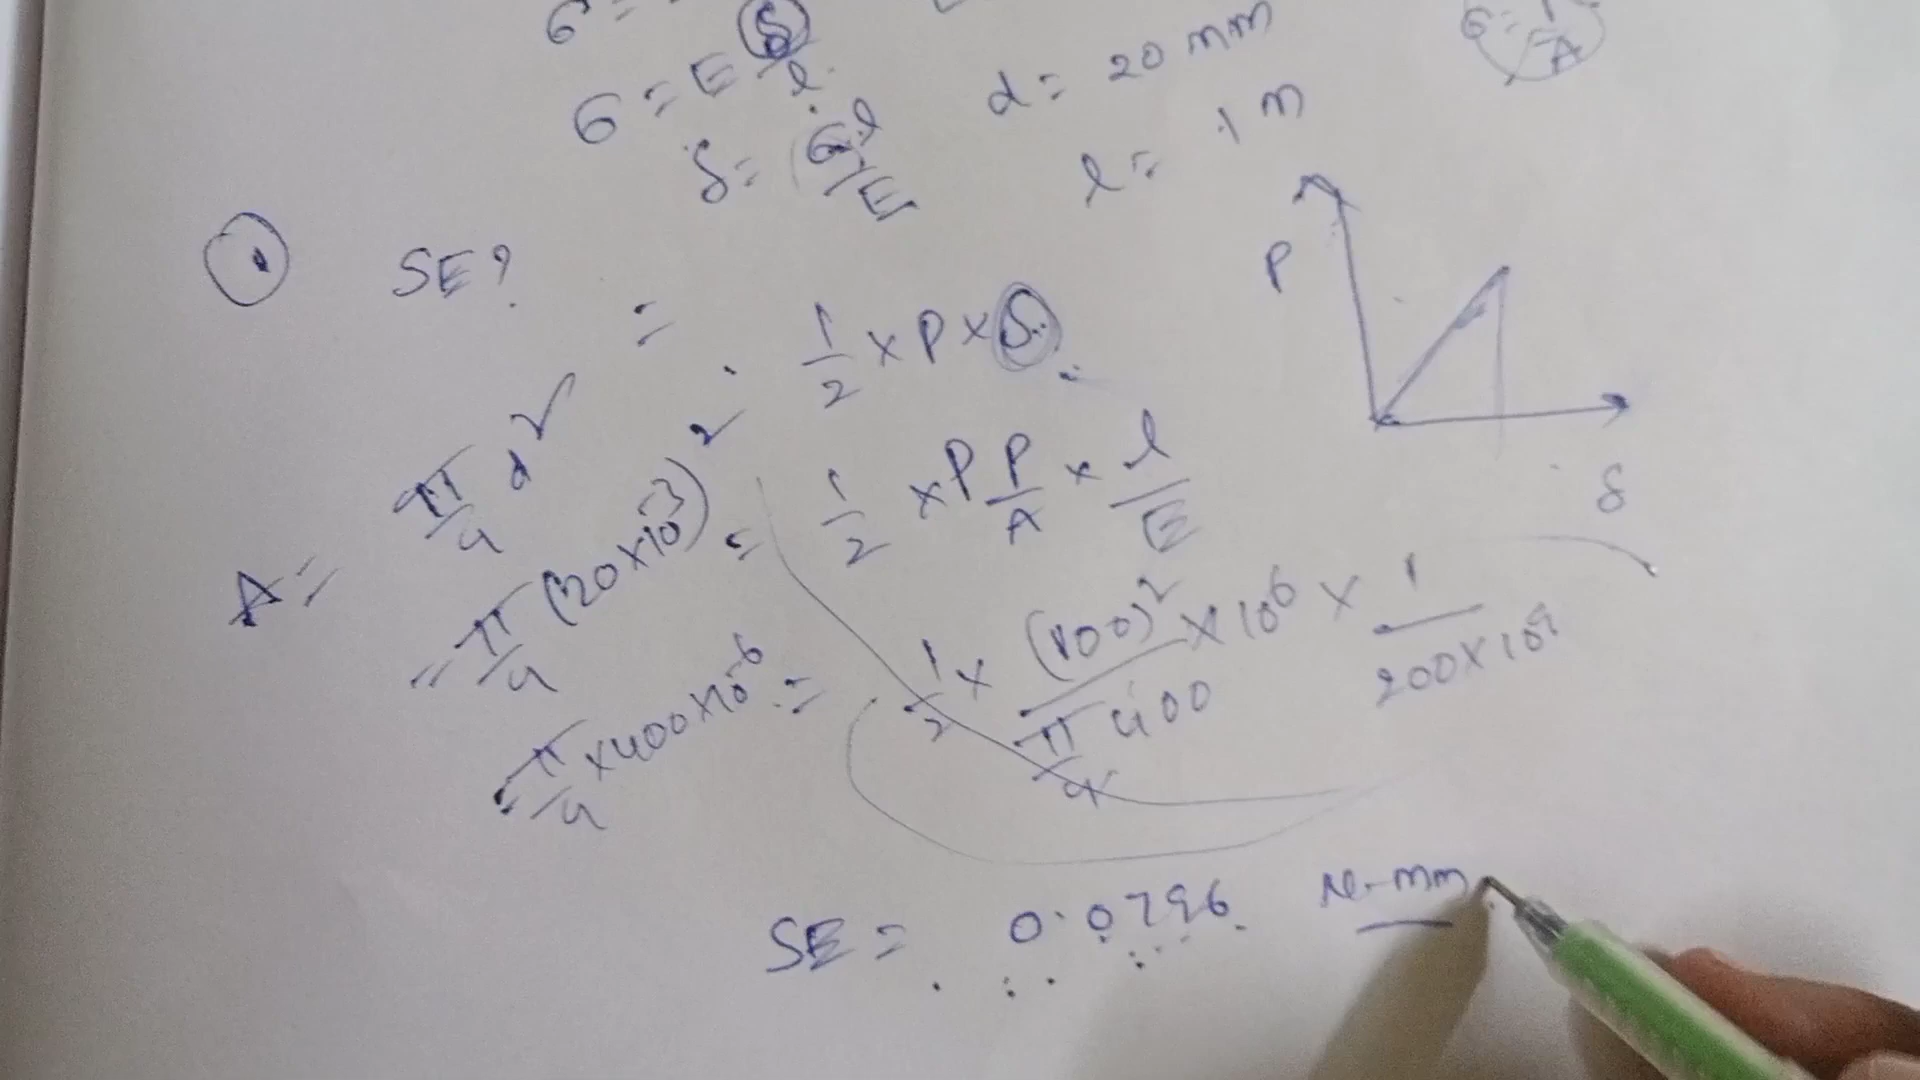 σ =
σ = E δ/l
d = 20 mm
σ = P/A
δ = σl/E
l = 1 m
SE?
= 1/2 × P × δ
P
δ
A = π/4 d²
= 1/2 × P P/A × l/E
= π/4 (20×10⁻³)²
= 1/2 × (100)²/(π/4 400) × 10⁶ × 1/(200×10⁹)
= π/4 ×400×10⁻⁶
SE = 0.0796 N-mm